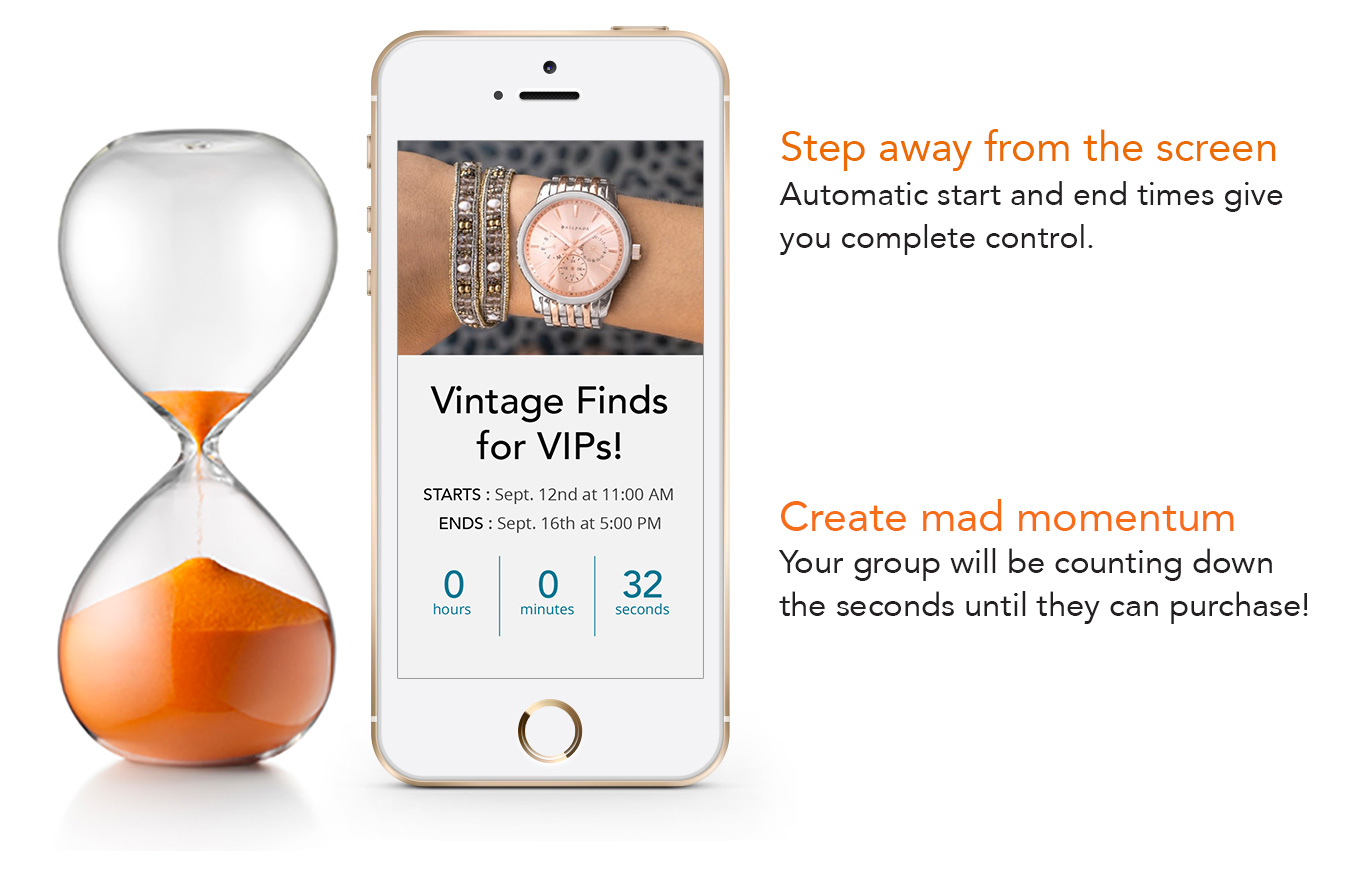 Vintage Finds
for VIPs!
STARTS : Sept. 12nd at 11:00 AM
ENDS : Sept. 16th at 5:00 PM
0 0 32
hours minutes seconds
Step away from the screen
Automatic start and end times give
you complete control.
Create mad momentum
Your group will be counting down
the seconds until they can purchase!